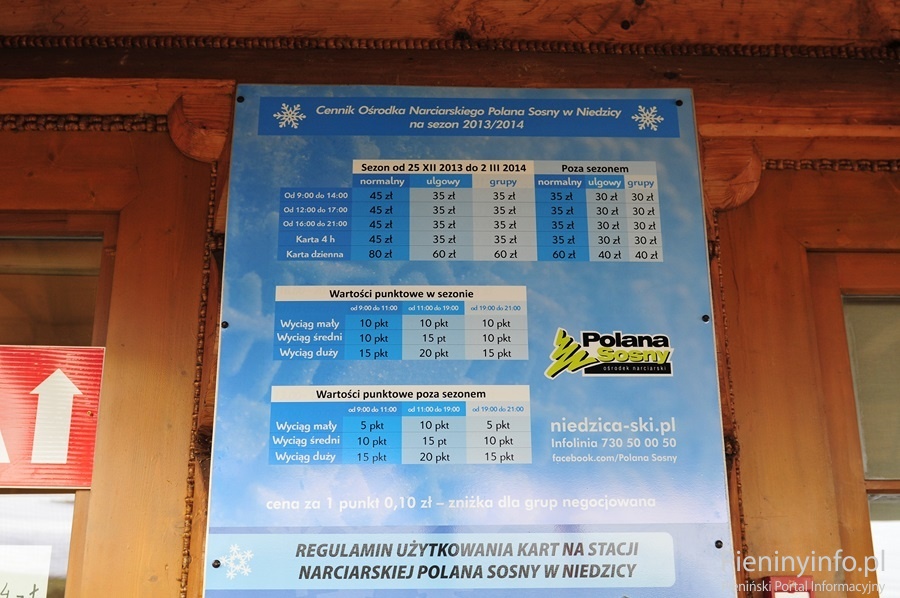 Cennik Ośrodka Narciarskiego Polana Sosny w Niedzicy
na sezon 2013/2014
Sezon od 25 XII 2013 do 2 III 2014 Poza sezonem
normalny ulgowy grupy normalny ulgowy grupy
Od 9:00 do 14:00 45 zł 35 zł 35 zł 35 zł 30 zł 30 zł
Od 12:00 do 17:00 45 zł 35 zł 35 zł 35 zł 30 zł 30 zł
Od 16:00 do 21:00 45 zł 35 zł 35 zł 35 zł 30 zł 30 zł
Karta 4 h 45 zł 35 zł 35 zł 35 zł 30 zł 30 zł
Karta dzienna 80 zł 60 zł 60 zł 60 zł 40 zł 40 zł
Wartości punktowe w sezonie
od 9:00 do 11:00 od 11:00 do 19:00 od 19:00 do 21:00
Wyciąg mały 10 pkt 10 pkt 10 pkt
Wyciąg średni 10 pkt 15 pt 10 pkt
Wyciąg duży 15 pkt 20 pkt 15 pkt
Polana
Sosny
ośrodek narciarski
Wartości punktowe poza sezonem
od 9:00 do 11:00 od 11:00 do 19:00 od 19:00 do 21:00
Wyciąg mały 5 pkt 10 pkt 5 pkt
Wyciąg średni 10 pkt 15 pt 10 pkt
Wyciąg duży 15 pkt 20 pkt 15 pkt
niedzica-ski.pl
Infolinia 730 50 00 50
facebook.com/Polana Sosny
cena za 1 punkt 0,10 zł – zniżka dla grup negocjowana
REGULAMIN UŻYTKOWANIA KART NA STACJI
NARCIARSKIEJ POLANA SOSNY W NIEDZICY
ieninyinfo.pl
eniński Portal Informacyjny